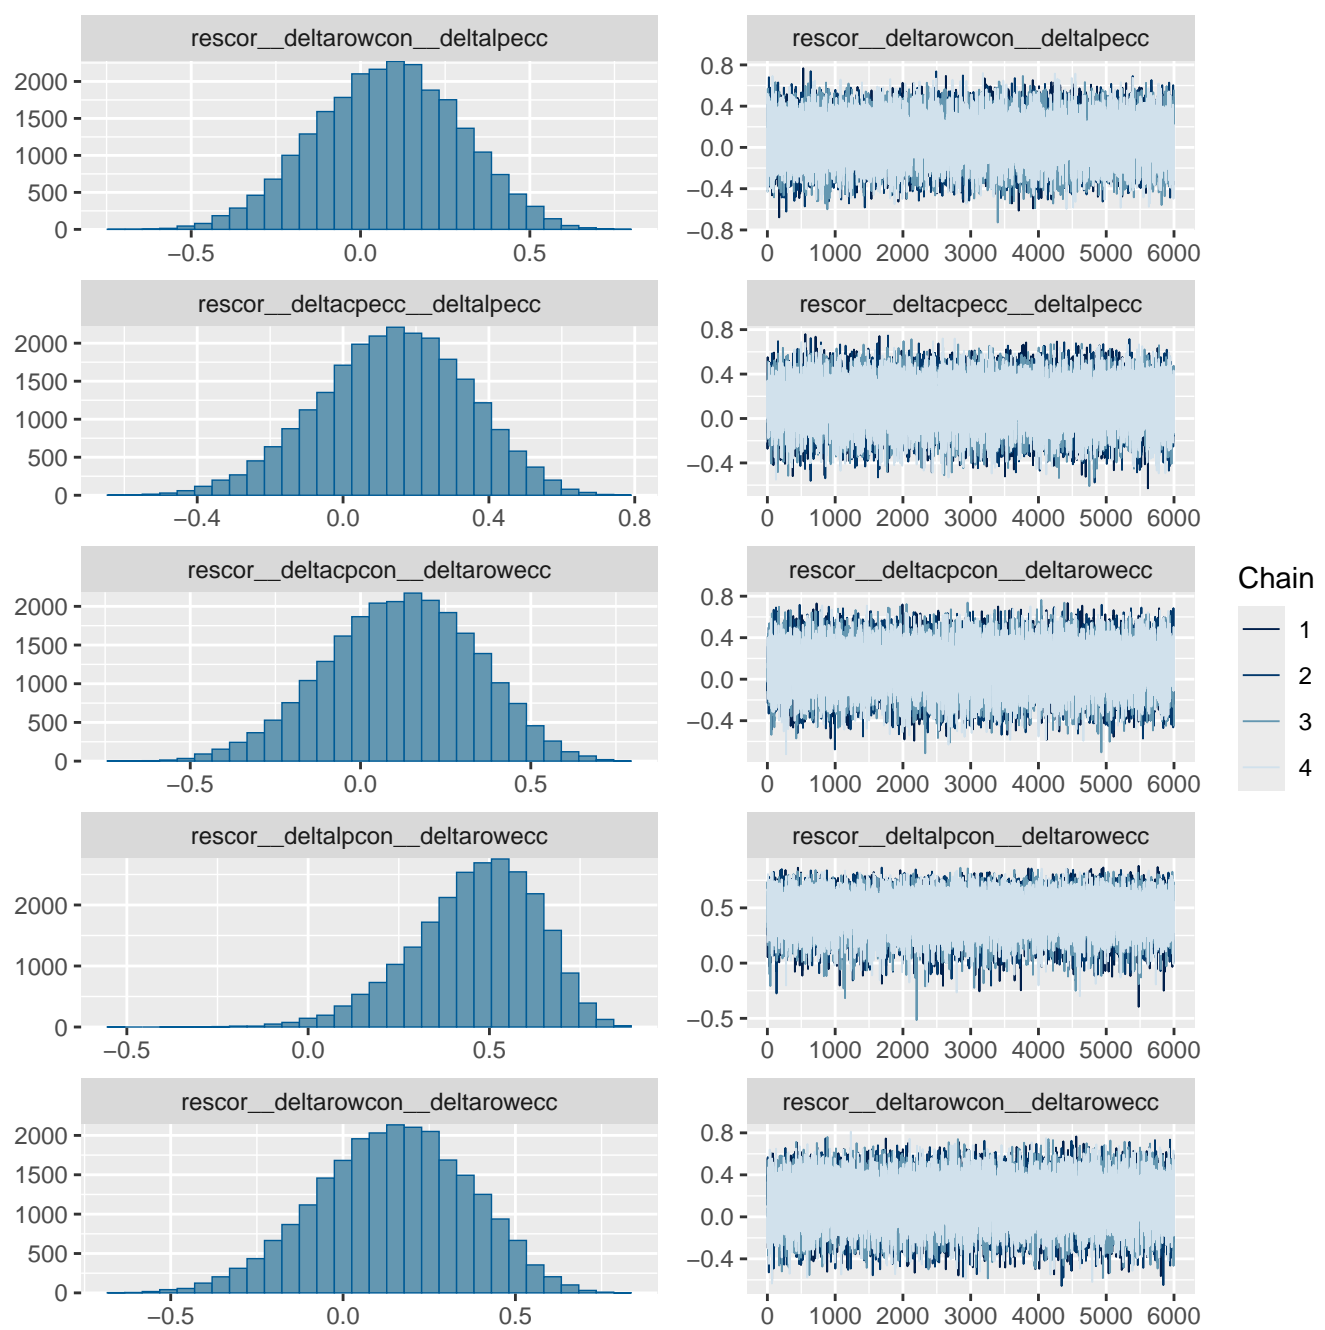 rescor__deltarowcon__deltalpecc
2000
1500
1000
500
0
−0.5 0.0 0.5
rescor__deltarowcon__deltalpecc
0.8
0.4
0.0
−0.4
−0.8
0 1000 2000 3000 4000 5000 6000
rescor__deltacpecc__deltalpecc
2000
1500
1000
500
0
−0.4 0.0 0.4 0.8
rescor__deltacpecc__deltalpecc
0.8
0.4
0.0
−0.4
0 1000 2000 3000 4000 5000 6000
rescor__deltacpcon__deltarowecc
2000
1500
1000
500
0
−0.5 0.0 0.5
rescor__deltacpcon__deltarowecc
0.8
0.4
0.0
−0.4
0 1000 2000 3000 4000 5000 6000
rescor__deltalpcon__deltarowecc
2000
1000
0
−0.5 0.0 0.5
rescor__deltalpcon__deltarowecc
0.5
0.0
−0.5
0 1000 2000 3000 4000 5000 6000
rescor__deltarowcon__deltarowecc
2000
1500
1000
500
0
−0.5 0.0 0.5
rescor__deltarowcon__deltarowecc
0.8
0.4
0.0
−0.4
0 1000 2000 3000 4000 5000 6000
Chain
1
2
3
4